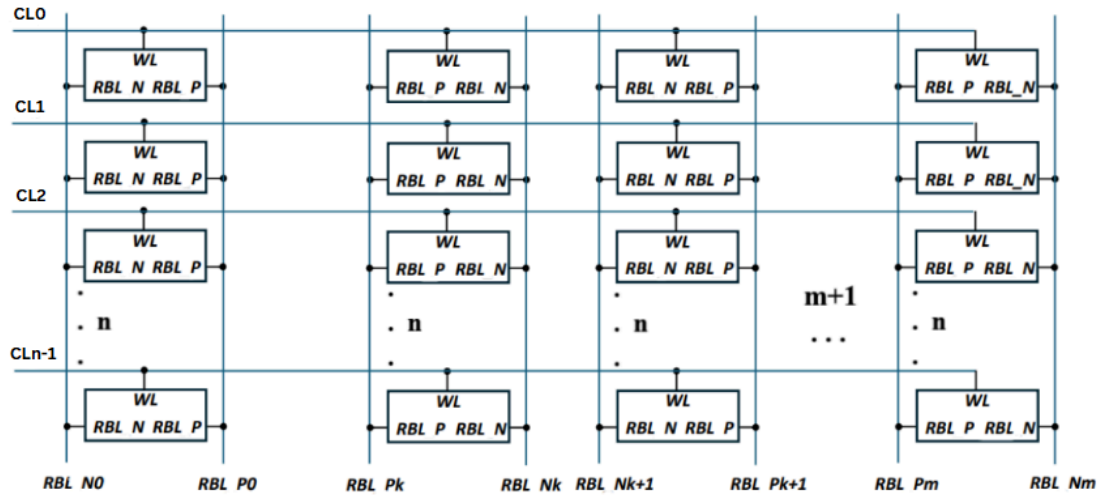 CL0
WL WL WL WL
RBL N RBL P RBL P RBL N RBL N RBL P RBL P RBL_N
CL1
WL WL WL WL
RBL N RBL P RBL P RBL N RBL N RBL P RBL P RBL_N
CL2
WL WL WL WL
RBL N RBL P RBL P RBL N RBL N RBL P RBL P RBL N
m+1
. n . n . n ... . n
CLn-1
WL WL WL WL
RBL N RBL P RBL P RBL N RBL N RBL P RBL P RBL N
RBL N0 RBL P0 RBL Pk RBL Nk RBL Nk+1 RBL Pk+1 RBL Pm RBL Nm